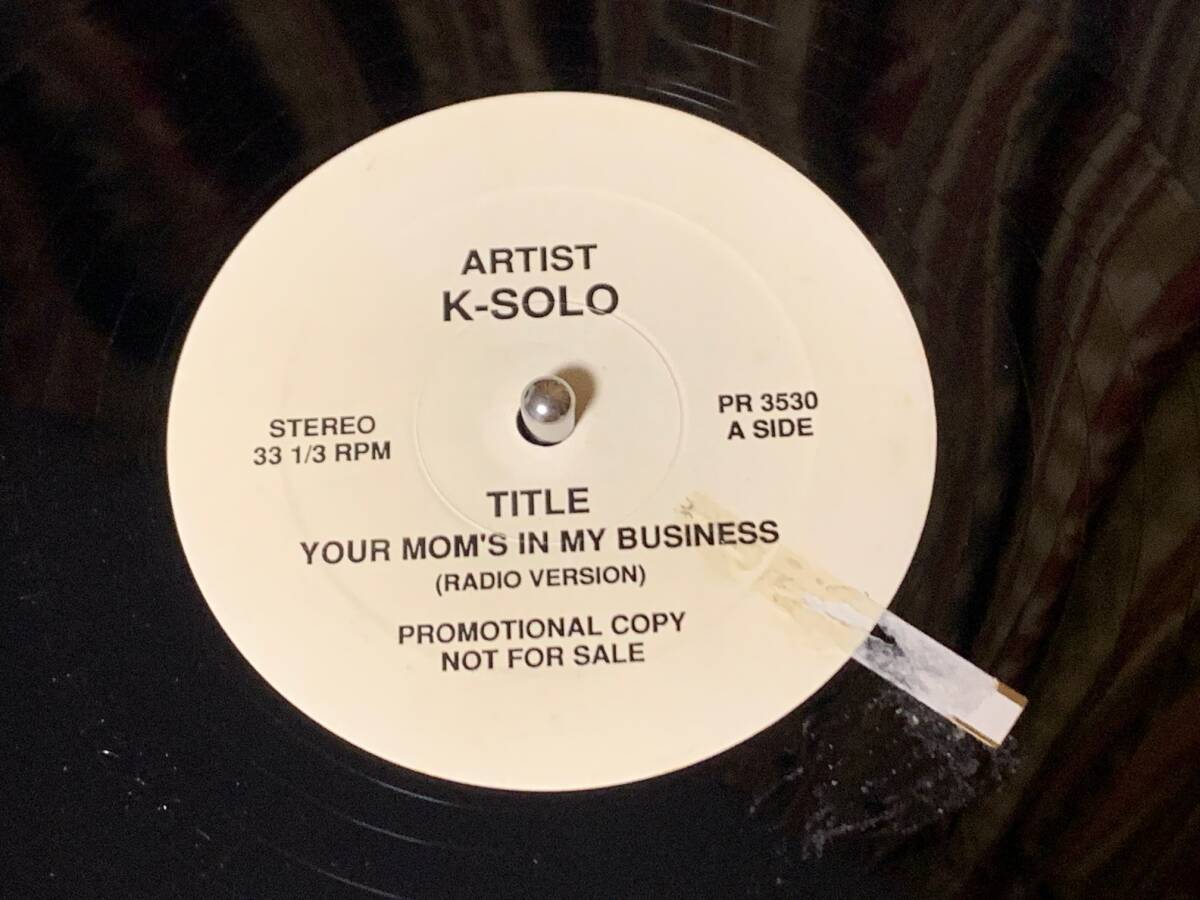 ARTIST
K-SOLO
STEREO
33 1/3 RPM
PR 3530
A SIDE
TITLE
YOUR MOM'S IN MY BUSINESS
(RADIO VERSION)
PROMOTIONAL COPY
NOT FOR SALE